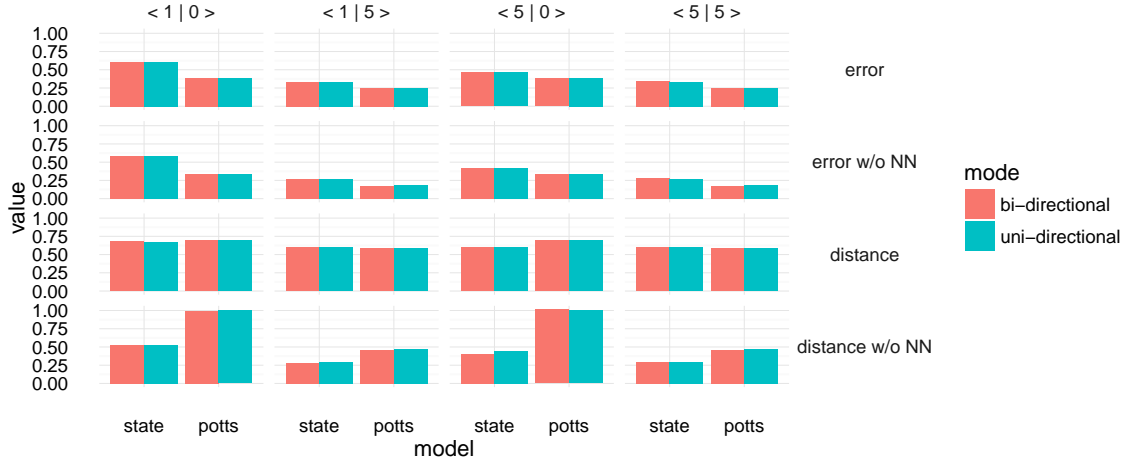 < 1 | 0 > < 1 | 5 > < 5 | 0 > < 5 | 5 >
1.00
0.75
0.50
0.25
0.00
error
1.00
0.75
0.50
0.25
0.00
error w/o NN
1.00
0.75
0.50
0.25
0.00
distance
1.00
0.75
0.50
0.25
0.00
distance w/o NN
value
state potts state potts state potts state potts
model
mode
bi-directional
uni-directional